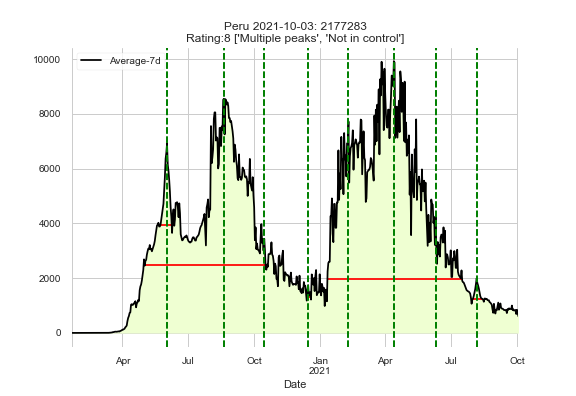 Peru 2021-10-03: 2177283
Rating:8 ['Multiple peaks', 'Not in control']
Average-7d
10000
8000
6000
4000
2000
0
Apr Jul Oct Jan Apr Jul Oct
2021
Date